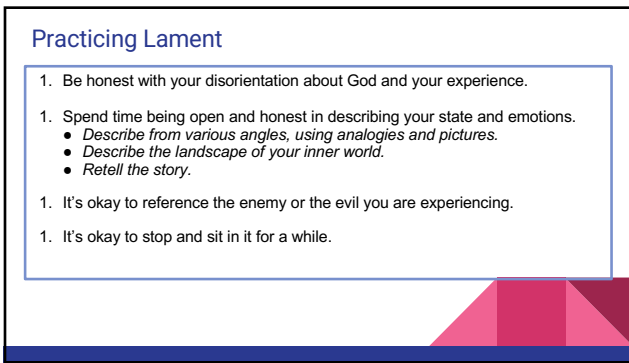 Practicing Lament
1. Be honest with your disorientation about God and your experience.
1. Spend time being open and honest in describing your state and emotions.
● Describe from various angles, using analogies and pictures.
● Describe the landscape of your inner world.
● Retell the story.
1. It's okay to reference the enemy or the evil you are experiencing.
1. It's okay to stop and sit in it for a while.